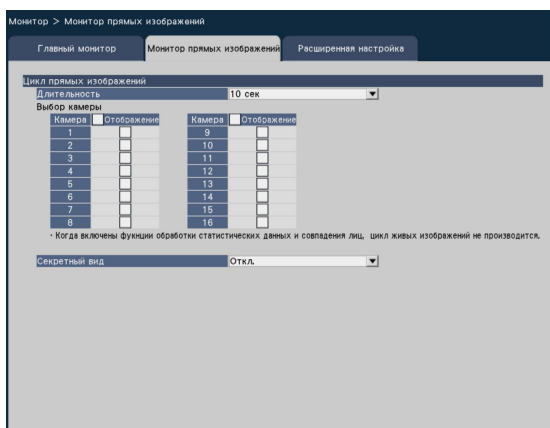 Монитор > Монитор прямых изображений
Главный монитор Монитор прямых изображений Расширенная настройка
Цикл прямых изображений
Длительность 10 сек
Выбор камеры
Камера Отображение Камера Отображение
1 9
2 10
3 11
4 12
5 13
6 14
7 15
8 16
· Когда включены фукнции обработки статистических данных и совпадения лиц, цикл живых изображений не производится.
Секретный вид Откл.